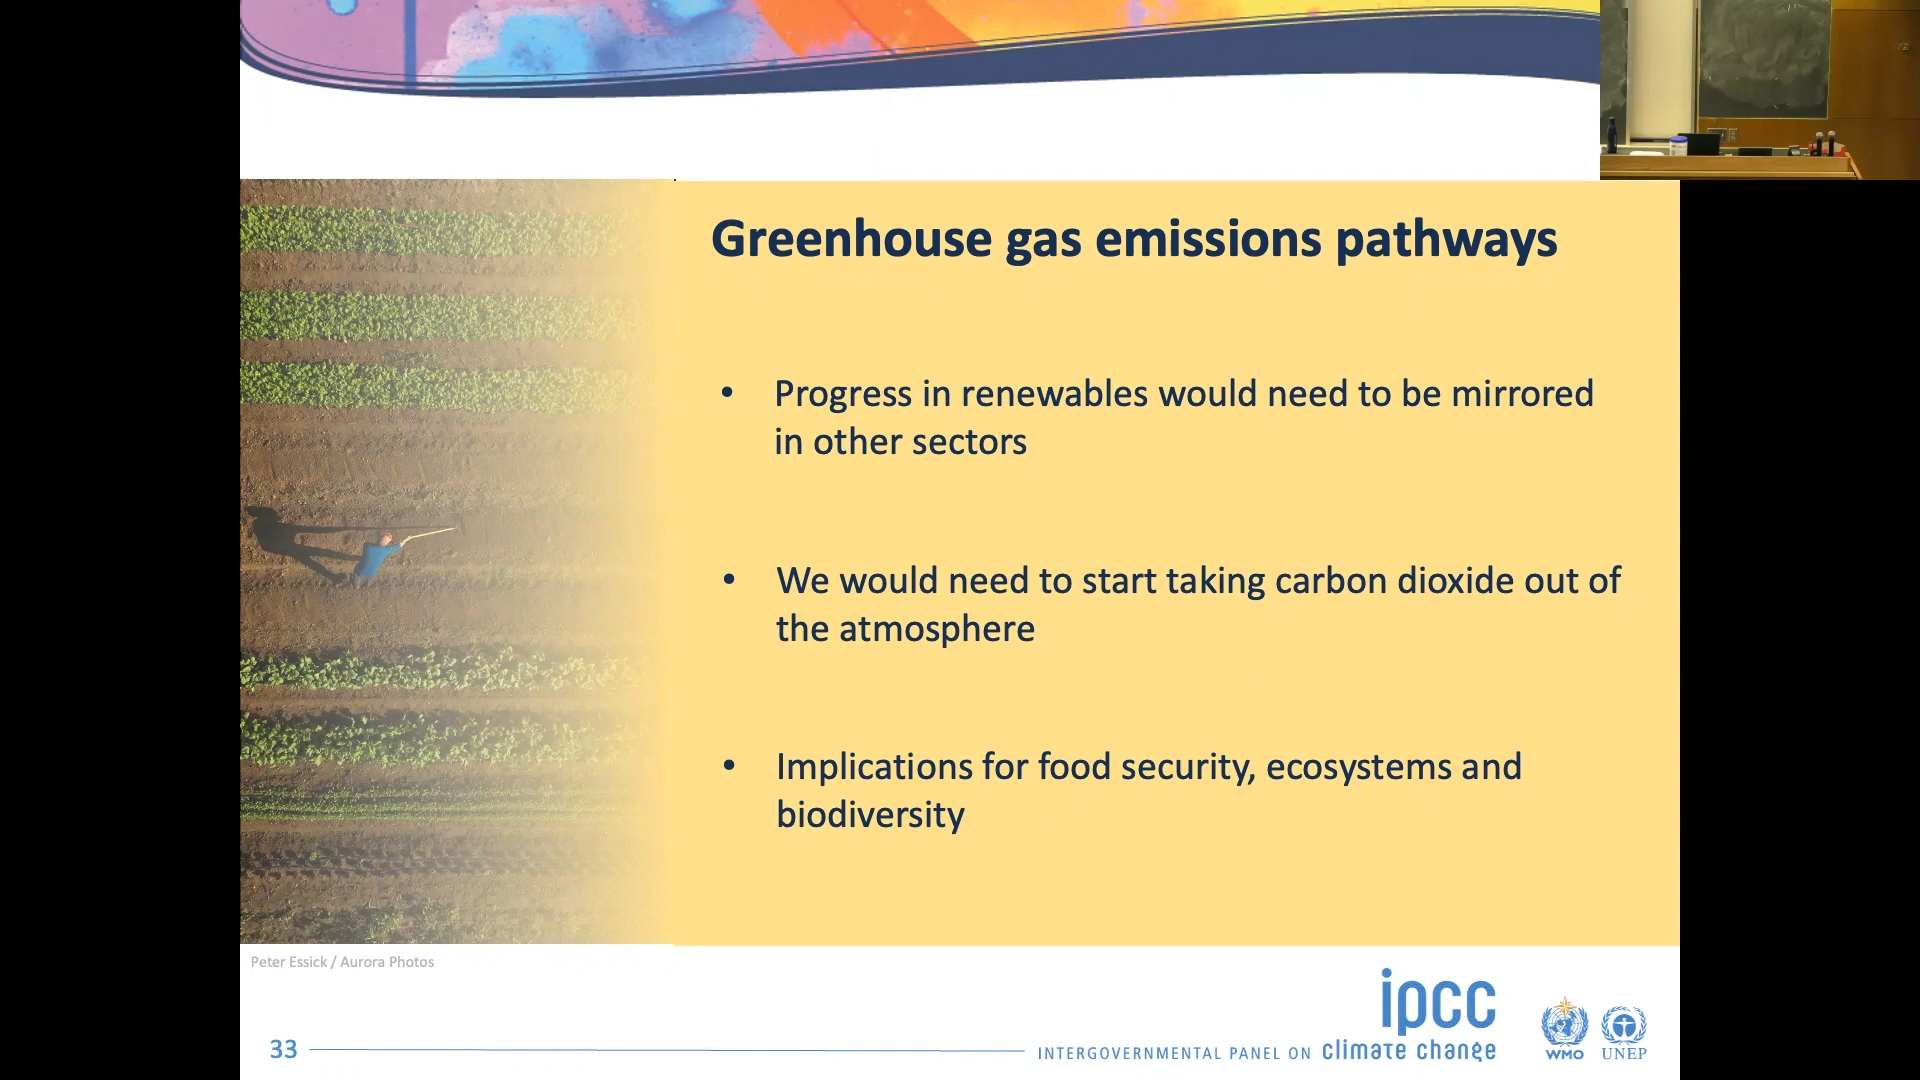 Greenhouse gas emissions pathways
• Progress in renewables would need to be mirrored
in other sectors
• We would need to start taking carbon dioxide out of
the atmosphere
• Implications for food security, ecosystems and
biodiversity
Peter Essick / Aurora Photos
33
INTERGOVERNMENTAL PANEL ON
ipcc
climate change
WMO
UNEP